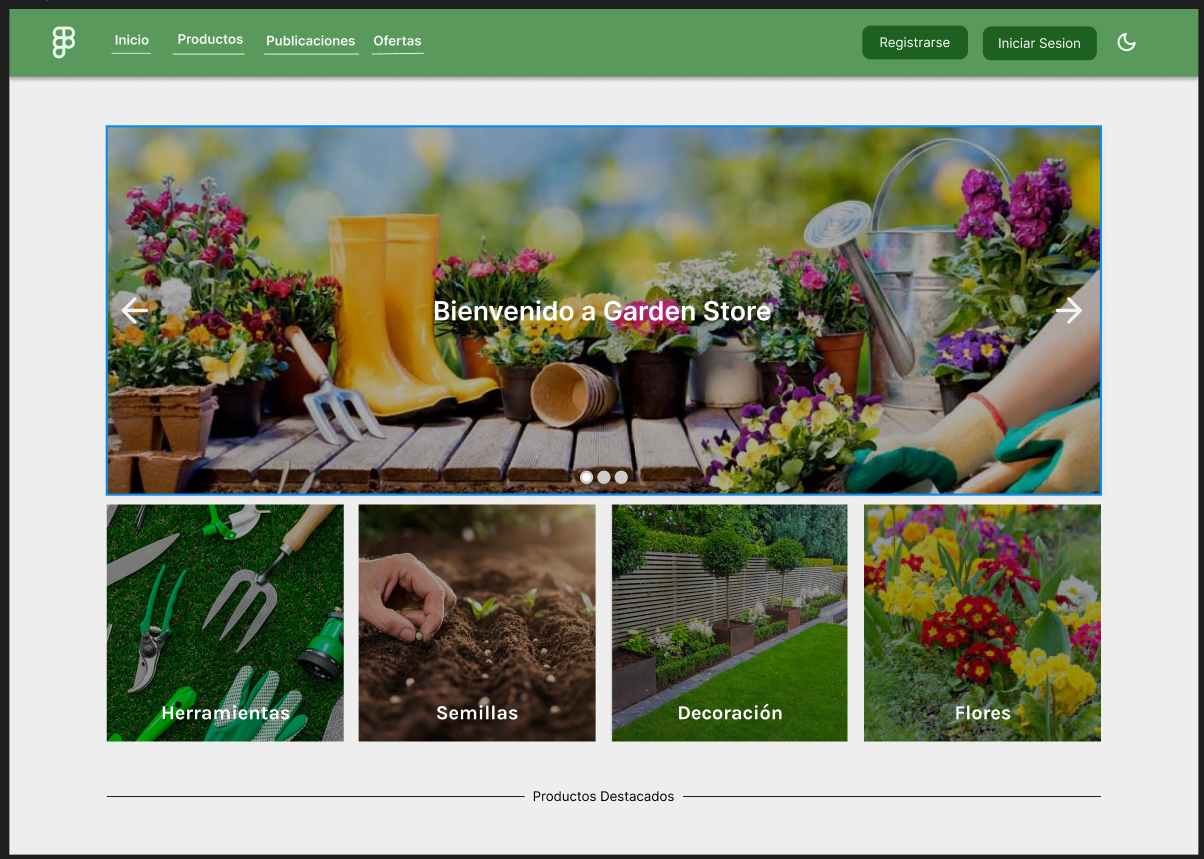 Inicio
Productos
Publicaciones
Ofertas
Registrarse
Iniciar Sesion
Bienvenido a Garden Store
Herramientas
Semillas
Decoración
Flores
Productos Destacados